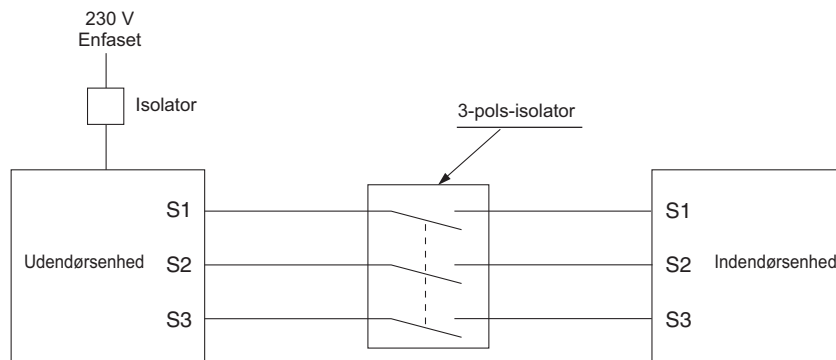 230 V
Enfaset
Isolator
3-pols-isolator
S1
S1
Udendørsenhed
S2
S2
Indendørsenhed
S3
S3